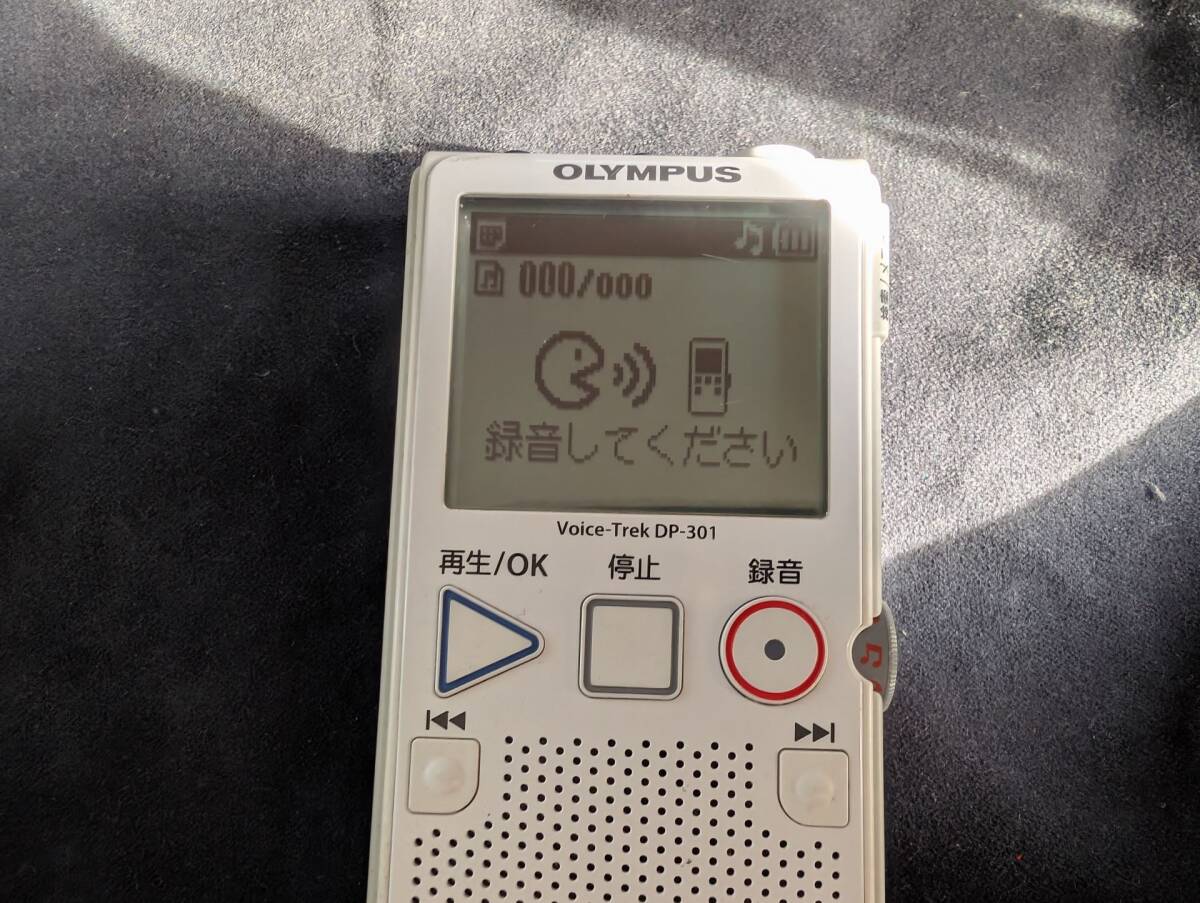 OLYMPUS
000/000
録音してください
Voice-Trek DP-301
再生/OK
停止
録音